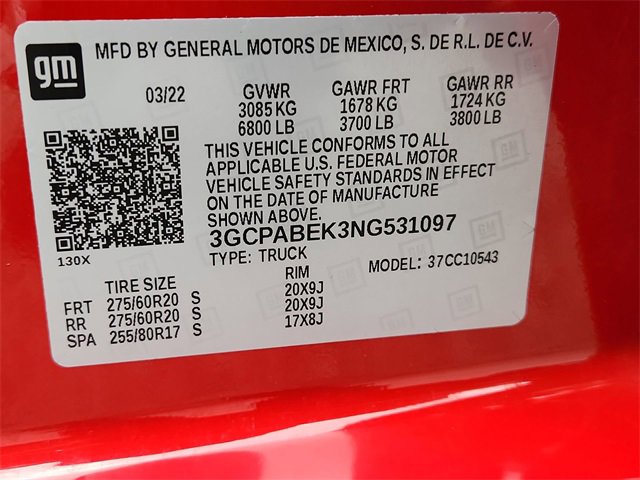 gm MFD BY GENERAL MOTORS DE MEXICO, S. DE R.L. DE C.V.
03/22 GVWR GAWR FRT GAWR RR
3085 KG 1678 KG 1724 KG
6800 LB 3700 LB 3800 LB
THIS VEHICLE CONFORMS TO ALL
APPLICABLE U.S. FEDERAL MOTOR
VEHICLE SAFETY STANDARDS IN EFFECT
ON THE DATE OF MANUFACTURE
SHOWN ABOVE.
3GCPABEK3NG531097
130X TYPE: TRUCK MODEL: 37CC10543
TIRE SIZE RIM
FRT 275/60R20 S 20X9J
RR 275/60R20 S 20X9J
SPA 255/80R17 S 17X8J